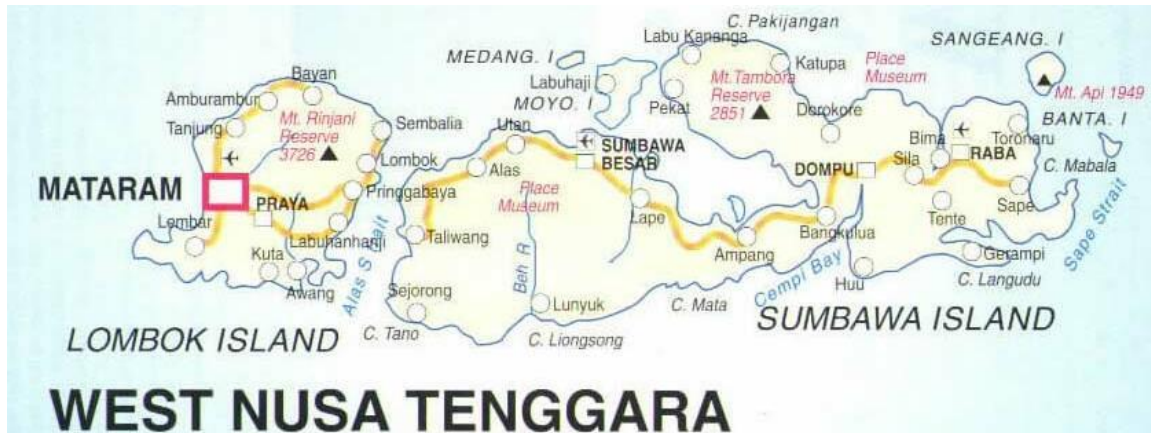 C. Pakijangan
SANGEANG. I
Labu Kananga
MEDANG. I
Place
Museum
Katupa
Labuhaji
Mt.Tambora
Reserve
2851
Mt. Api 1949
Bayan
Amburambur
Pekat
MOYO. I
Dorokore
BANTA. I
Mt. Rinjani
Reserve
3726
Tanjung
Sembalia
Utan
SUMBAWA
BESAR
Bima
Toronaru
RABA
Lombok
Alas
DOMPU
Sila
C. Mabala
MATARAM
Pringgabaya
Place
Museum
PRAYA
Lape
Tente
Sape
Lembar
Labuhanhanji
Taliwang
Bangkulua
Sape Strait
Kuta
Alas Strait
Ampang
Gerampi
Awang
Beh R
Cempi Bay
Huu
C. Langudu
Sejorong
Lunyuk
C. Mata
C. Tano
C. Liongsong
SUMBAWA ISLAND
LOMBOK ISLAND
WEST NUSA TENGGARA